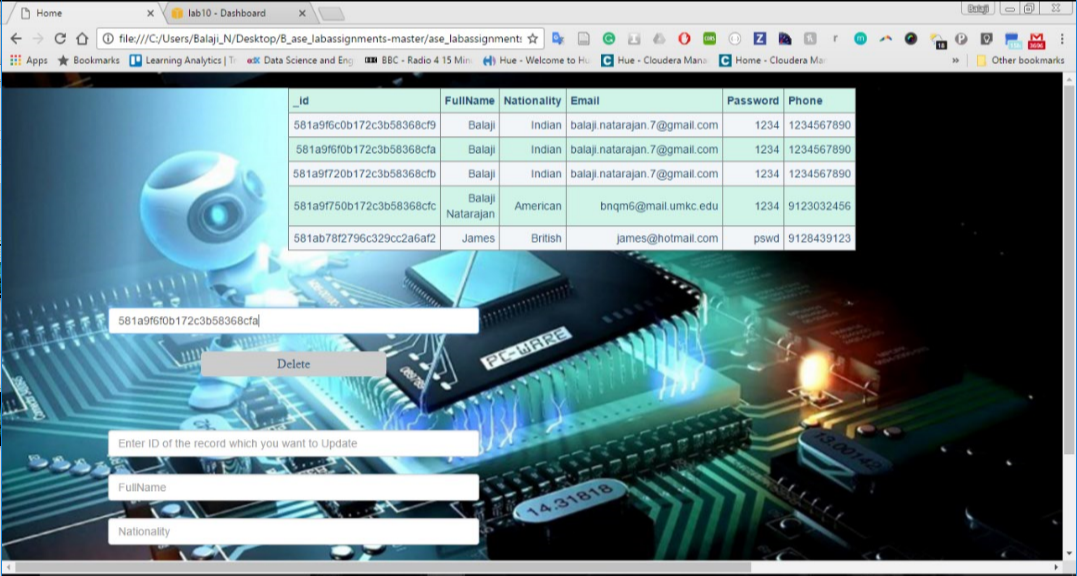 Home
lab10 - Dashboard
Balaji
file:///C:/Users/Balaji_N/Desktop/B_ase_labassignments-master/ase_labassignments
Apps
Bookmarks
Learning Analytics | T
Data Science and Eng
BBC - Radio 4 15 Min
Hue - Welcome to Hu
Hue - Cloudera Mana
Home - Cloudera Ma
»
Other bookmarks
_id FullName Nationality Email Password Phone
581a9f6c0b172c3b58368cf9 Balaji Indian balaji.natarajan.7@gmail.com 1234 1234567890
581a9f6f0b172c3b58368cfa Balaji Indian balaji.natarajan.7@gmail.com 1234 1234567890
581a9f720b172c3b58368cfb Balaji Indian balaji.natarajan.7@gmail.com 1234 1234567890
581a9f750b172c3b58368cfc Balaji Natarajan American bnqm6@mail.umkc.edu 1234 9123032456
581ab78f2796c329cc2a6af2 James British james@hotmail.com pswd 9128439123
581a9f6f0b172c3b58368cfa
PC-WARE
Delete
Enter ID of the record which you want to Update
FullName
Nationality
14.31818
13.00142